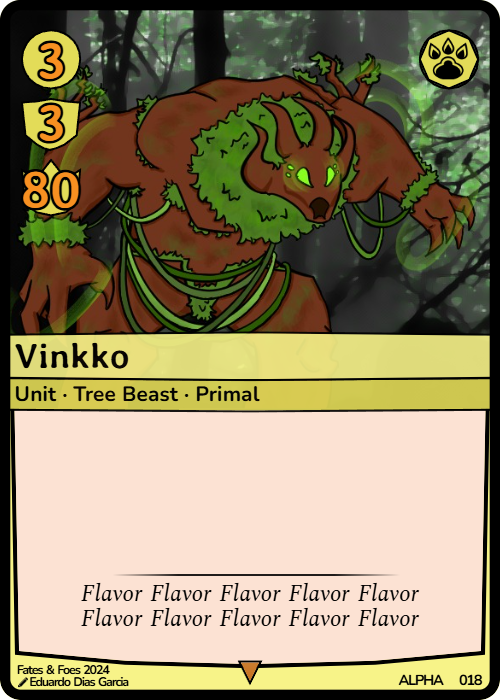 3
3
80
Vinkko
Unit · Tree Beast · Primal
Flavor Flavor Flavor Flavor Flavor
Flavor Flavor Flavor Flavor Flavor
Fates & Foes 2024
Eduardo Dias Garcia
ALPHA 018